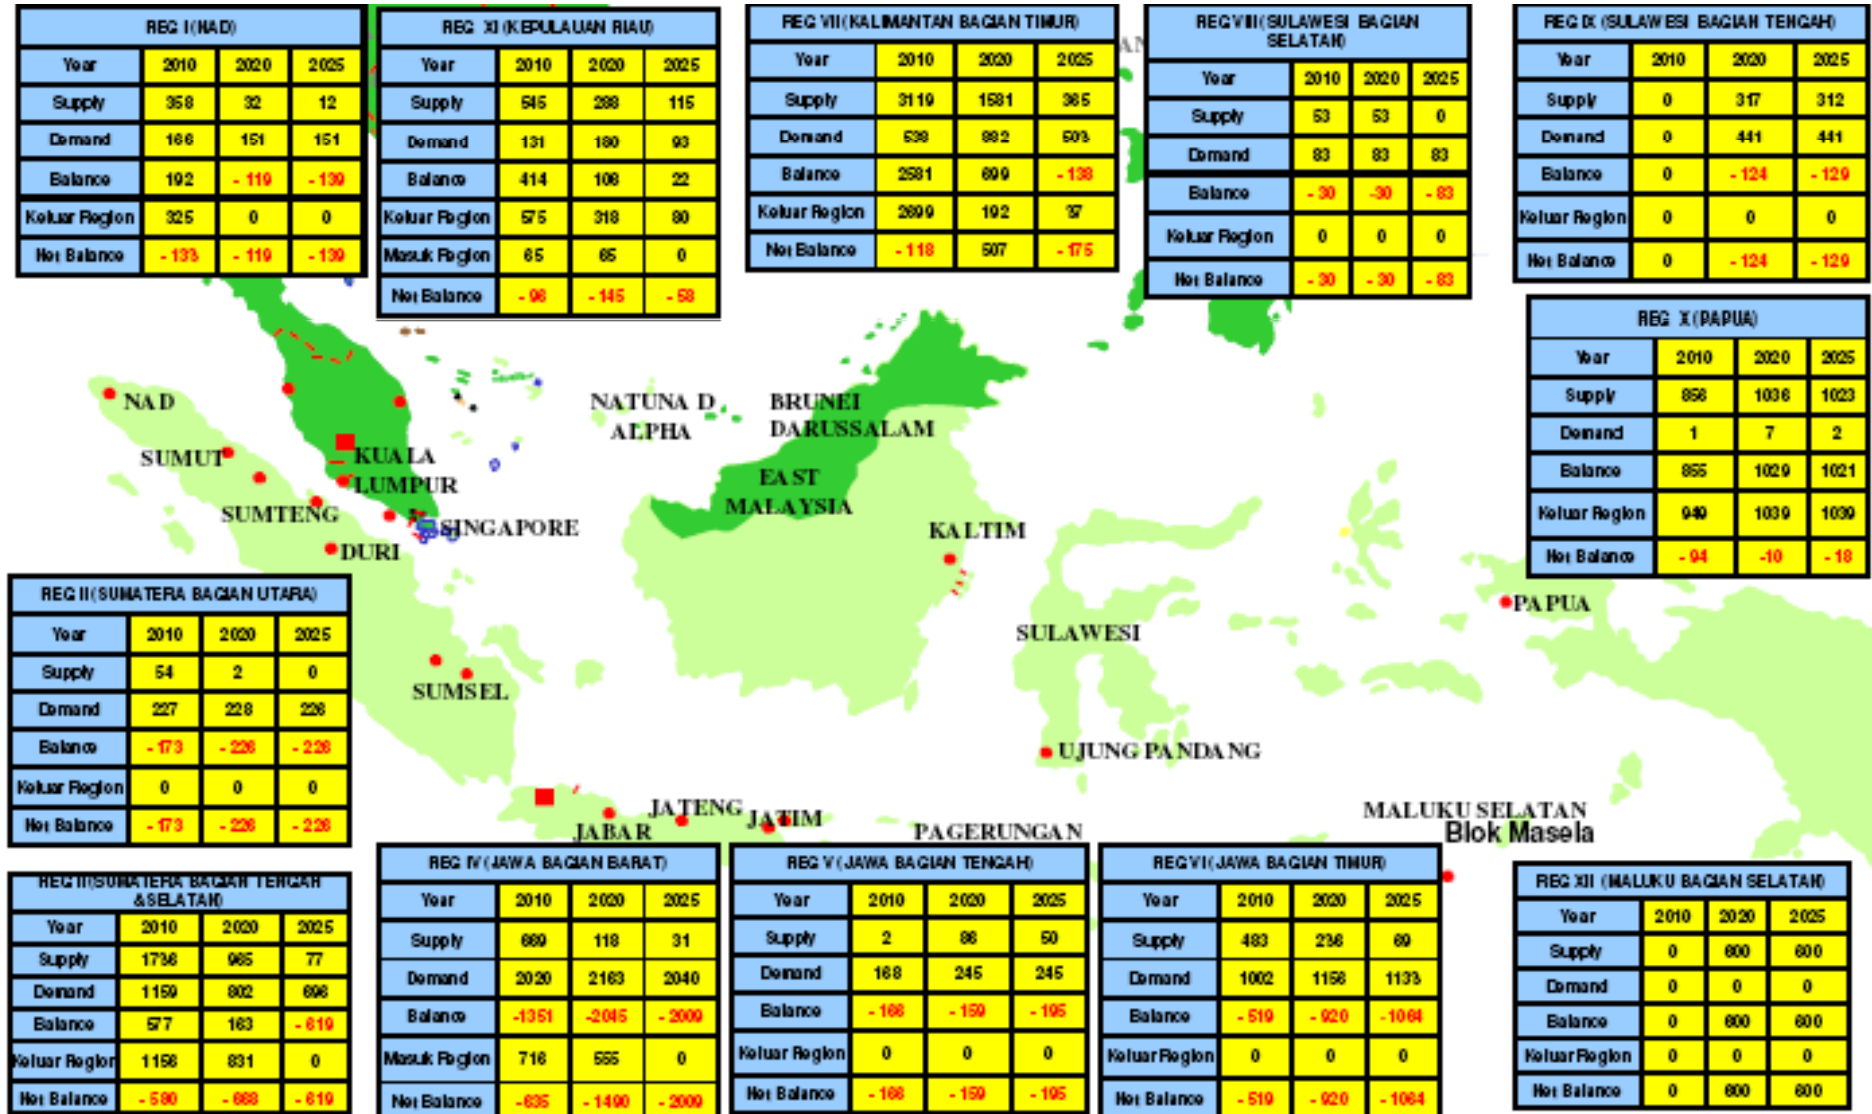 REG I (NAD)
Year 2010 2020 2025
Supply 358 32 12
Demand 166 151 151
Balance 192 - 119 - 139
Keluar Region 325 0 0
Net Balance - 133 - 119 - 139
REG XI (KEPULAUAN RIAU)
Year 2010 2020 2025
Supply 545 288 115
Demand 131 180 93
Balance 414 108 22
Keluar Region 575 318 80
Masuk Region 65 65 0
Net Balance - 96 - 145 - 58
REG VII (KALIMANTAN BAGIAN TIMUR)
Year 2010 2020 2025
Supply 3119 1581 365
Demand 538 882 503
Balance 2581 699 - 138
Keluar Region 2699 192 37
Net Balance - 118 507 - 175
REG VIII (SULAWESI BAGIAN
SELATAN)
Year 2010 2020 2025
Supply 53 53 0
Demand 83 83 83
Balance - 30 -30 - 83
Keluar Region 0 0 0
Net Balance - 30 - 30 - 83
REG IX (SULAWESI BAGIAN TENGAH)
Year 2010 2020 2025
Supply 0 317 312
Demand 0 441 441
Balance 0 - 124 - 129
Keluar Region 0 0 0
Net Balance 0 - 124 - 129
REG X (PAPUA)
Year 2010 2020 2025
Supply 856 1036 1023
Demand 1 7 2
Balance 855 1029 1021
Keluar Region 949 1039 1039
Net Balance - 94 -10 - 18
NAD
SUMUT
SUMTENG
DURI
KUALA
LUMPUR
SINGAPORE
NATUNA D
ALPHA
BRUNEI
DARUSSALAM
EAST
MALAYSIA
KALTIM
SULAWESI
PAPUA
SUMSEL
UJUNG PANDANG
JABAR
JATENG
JATIM
PAGERUNGAN
MALUKU SELATAN
Blok Masela
REG II (SUMATERA BAGIAN UTARA)
Year 2010 2020 2025
Supply 54 2 0
Demand 227 228 226
Balance - 173 - 226 - 226
Keluar Region 0 0 0
Net Balance - 173 - 226 - 226
REG II(SUMATERA BAGIAN TENGAH
&SELATAN)
Year 2010 2020 2025
Supply 1736 965 77
Demand 1159 802 696
Balance 577 163 - 619
Keluar Region 1156 831 0
Net Balance - 580 - 668 - 619
REG IV (JAWA BAGIAN BARAT)
Year 2010 2020 2025
Supply 669 118 31
Demand 2020 2163 2040
Balance -1351 -2045 - 2009
Masuk Region 716 555 0
Net Balance -635 - 1490 - 2009
REG V (JAWA BAGIAN TENGAH)
Year 2010 2020 2025
Supply 2 86 50
Demand 168 245 245
Balance - 166 - 159 - 195
Keluar Region 0 0 0
Net Balance - 166 - 159 - 195
REG VI (JAWA BAGIAN TIMUR)
Year 2010 2020 2025
Supply 483 236 69
Demand 1002 1156 1133
Balance - 519 - 920 -1064
Keluar Region 0 0 0
Net Balance - 519 - 920 - 1064
REG XII (MALUKU BAGIAN SELATAN)
Year 2010 2020 2025
Supply 0 600 600
Demand 0 0 0
Balance 0 600 600
Keluar Region 0 0 0
Net Balance 0 600 600